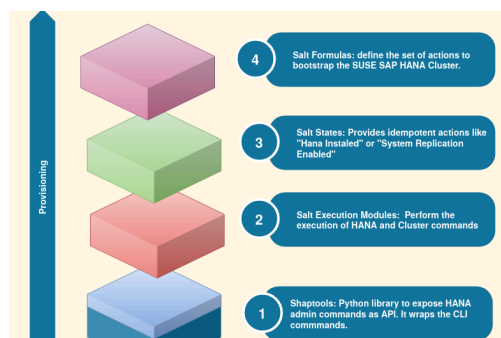 Provisioning
4
Salt Formulas: define the set of actions to
bootstrap the SUSE SAP HANA Cluster.
3
Salt States: Provides idempotent actions like
"Hana Instaled" or "System Replication
Enabled"
2
Salt Execution Modules: Perform the
execution of HANA and Cluster commands
1
Shaptools: Python library to expose HANA
admin commands as API. It wraps the CLI
commmands.